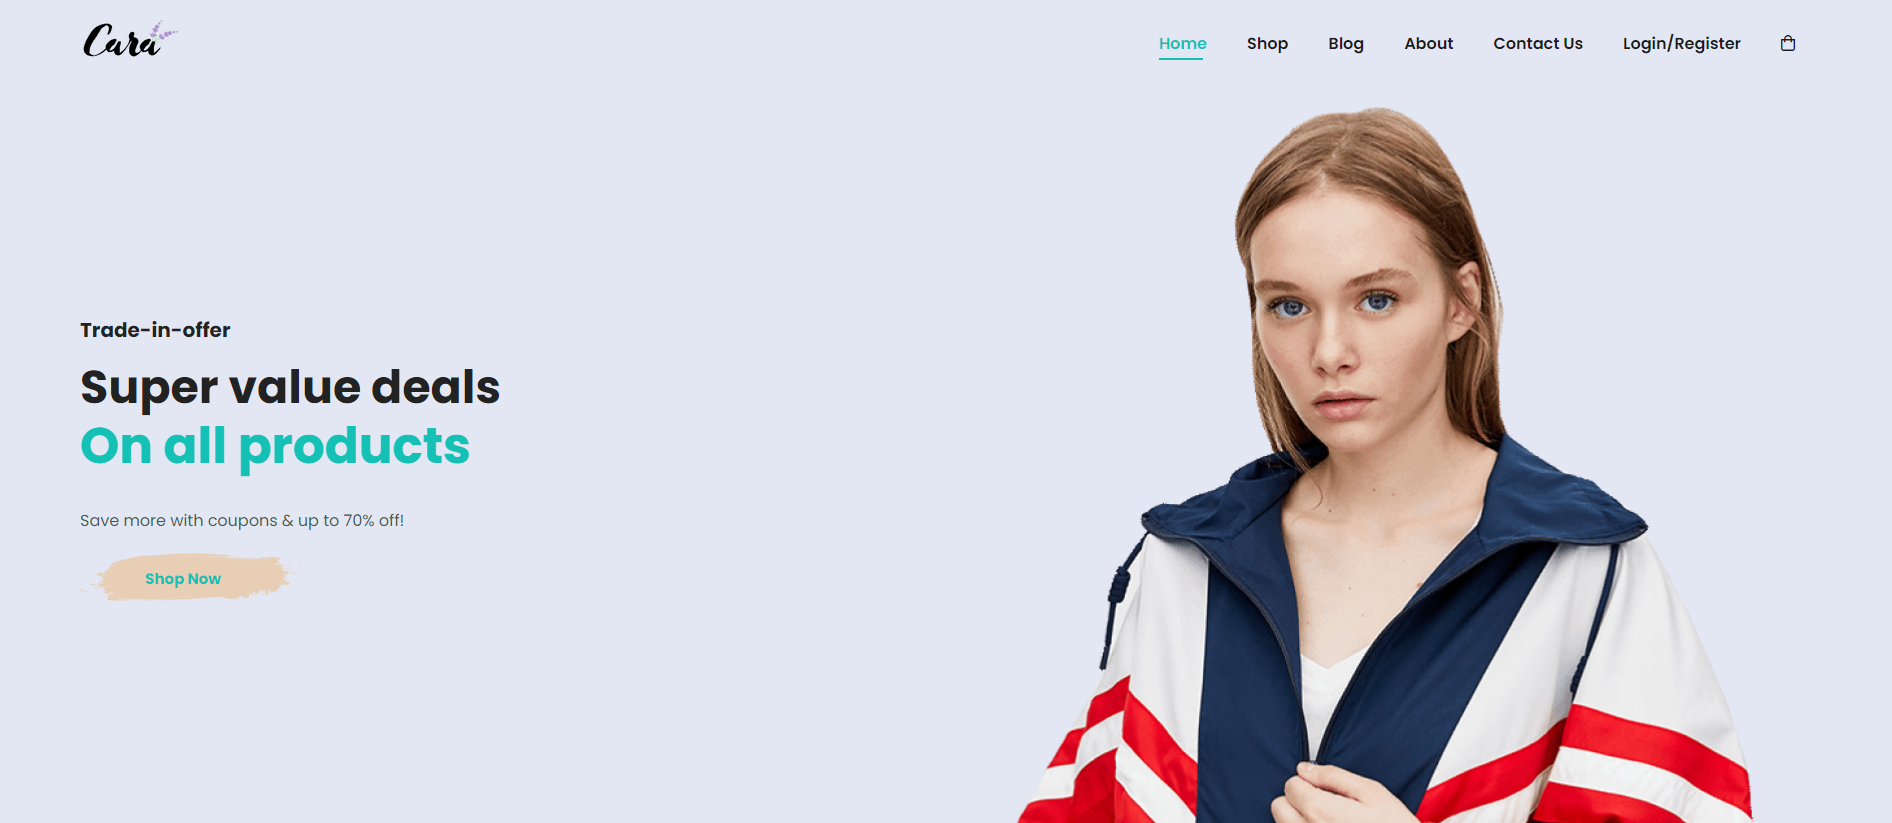 Cara
Home Shop Blog About Contact Us Login/Register
Trade-in-offer
Super value deals
On all products
Save more with coupons & up to 70% off!
Shop Now